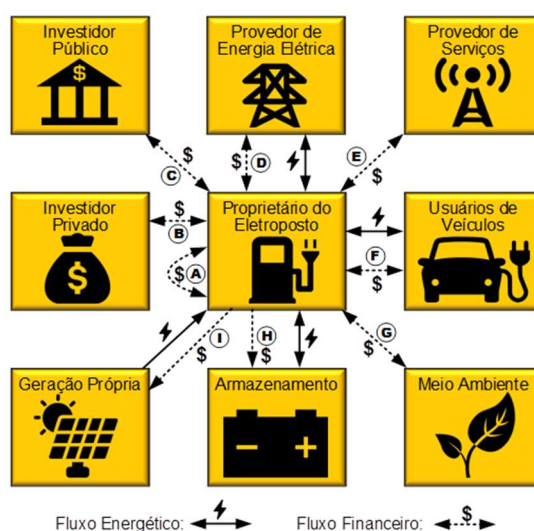 Investidor
Público
$
Provedor de
Energia Elétrica
Provedor de
Serviços
$
C
$
D
E
$
Investidor
Privado
$
$
B
Proprietário do
Eletroposto
Usuários de
Veículos
$
A
F
$
I
$
H
$
G
$
Geração Própria
Armazenamento
Meio Ambiente
Fluxo Energético:
Fluxo Financeiro:
$